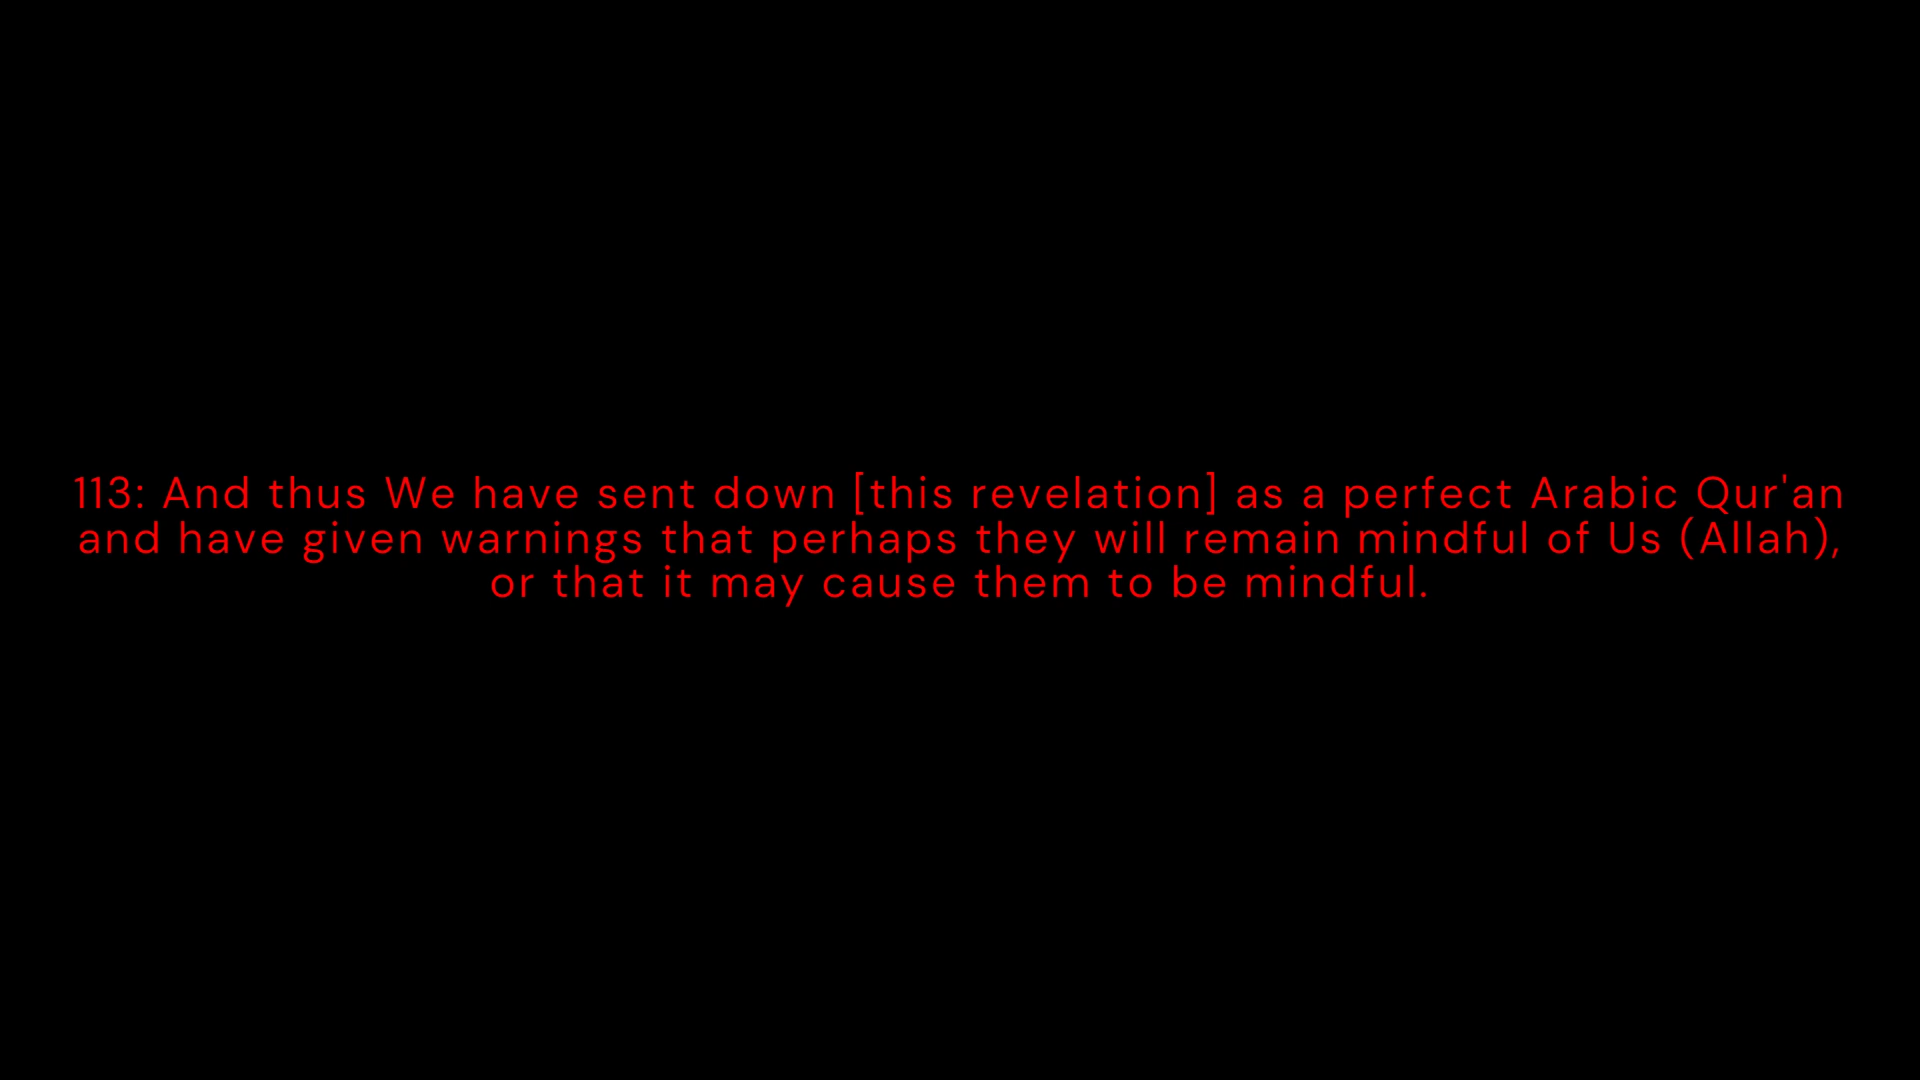 113: And thus We have sent down [this revelation] as a perfect Arabic Qur'an
and have given warnings that perhaps they will remain mindful of Us (Allah),
or that it may cause them to be mindful.